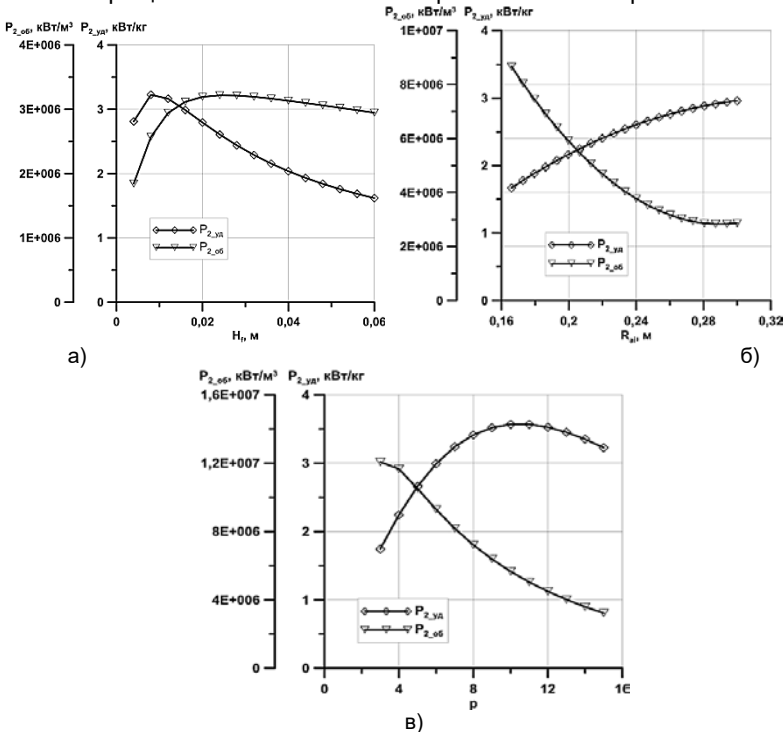 P2_об, кВт/м³ P2_уд, кВт/кг
4E+006 4
3E+006 3
2E+006 2
1E+006 1
0 0
P2_уд
P2_об
0 0,02 0,04 0,06
Hr, м
а)
P2_об, кВт/м³ P2_уд, кВт/кг
1E+007 4
8E+006 3
6E+006 2
4E+006 1
2E+006 0
P2_уд
P2_об
0,16 0,2 0,24 0,28 0,32
Rai, м
б)
P2_об, кВт/м³ P2_уд, кВт/кг
1,6E+007 4
1,2E+007 3
8E+006 2
4E+006 1
0 0
P2_уд
P2_об
0 4 8 12 16
p
в)